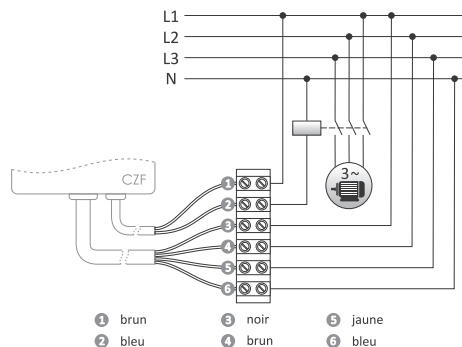 L1
L2
L3
N
CZF
3~
1
2
3
4
5
6
1 brun 3 noir 5 jaune
2 bleu 4 brun 6 bleu